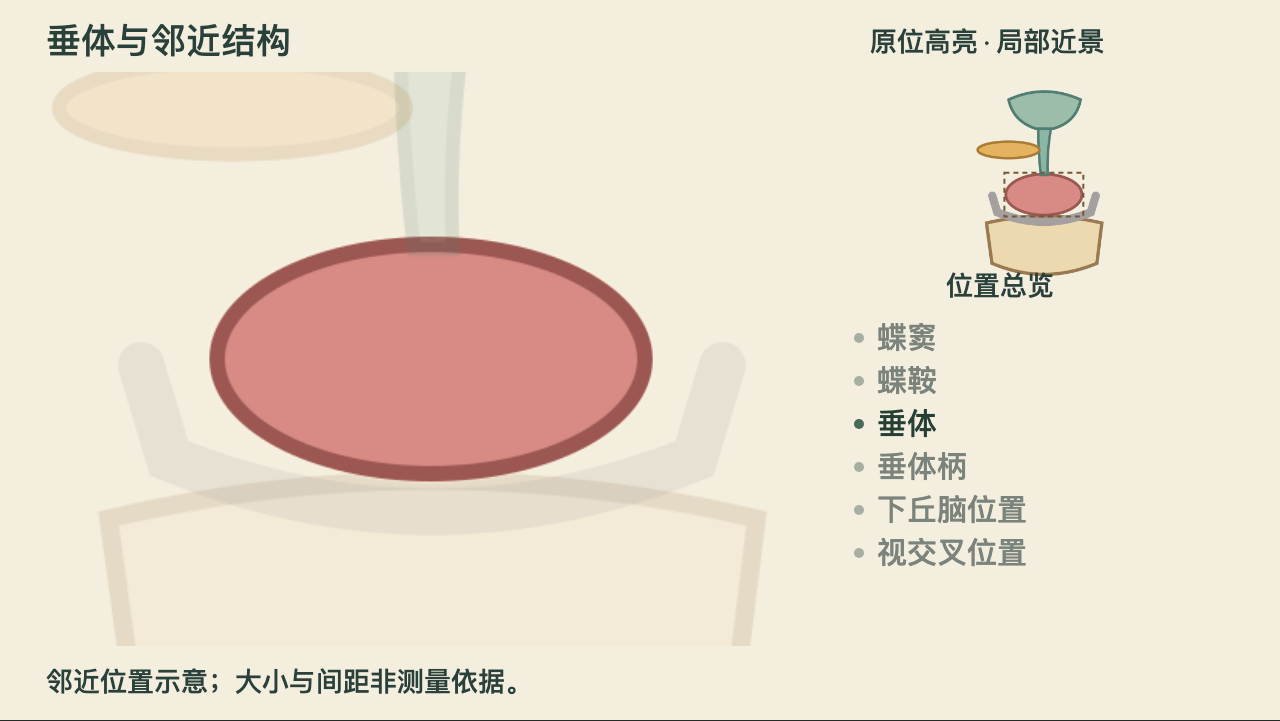 垂体与邻近结构
原位高亮 · 局部近景
位置总览
蝶窦
蝶鞍
垂体
垂体柄
下丘脑位置
视交叉位置
邻近位置示意；大小与间距非测量依据。